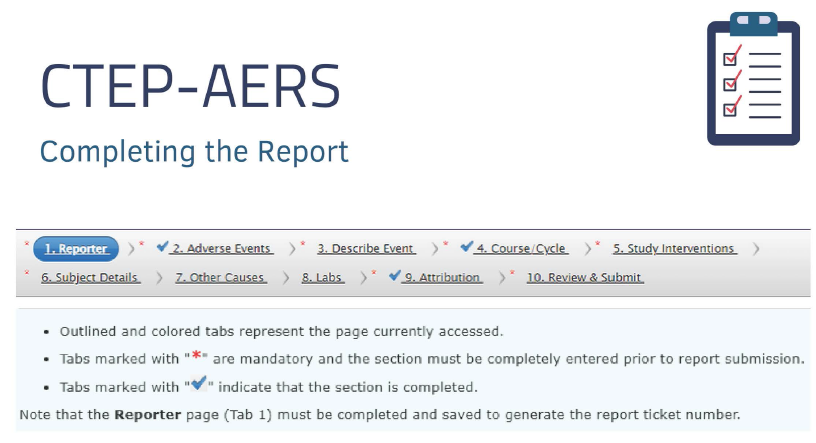 CTEP-AERS
Completing the Report
* 1. Reporter > * ✔ 2. Adverse Events > * 3. Describe Event > * ✔ 4. Course/Cycle > * 5. Study Interventions >
* 6. Subject Details > 7. Other Causes > 8. Labs > * ✔ 9. Attribution > * 10. Review & Submit
• Outlined and colored tabs represent the page currently accessed.
• Tabs marked with "*" are mandatory and the section must be completely entered prior to report submission.
• Tabs marked with "✔" indicate that the section is completed.
Note that the Reporter page (Tab 1) must be completed and saved to generate the report ticket number.